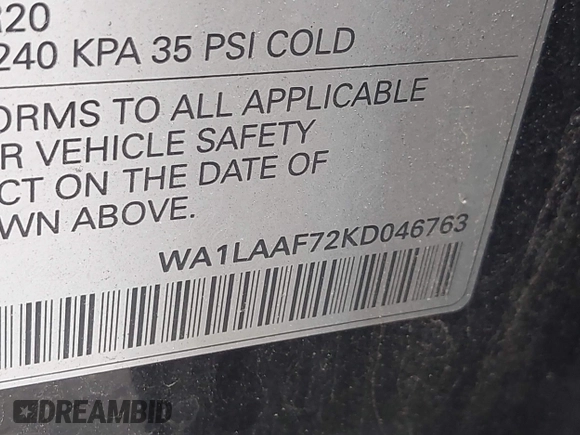 R20
240 KPA 35 PSI COLD
ORMS TO ALL APPLICABLE
R VEHICLE SAFETY
CT ON THE DATE OF
WN ABOVE.
WA1LAAF72KD046763
DREAMBID